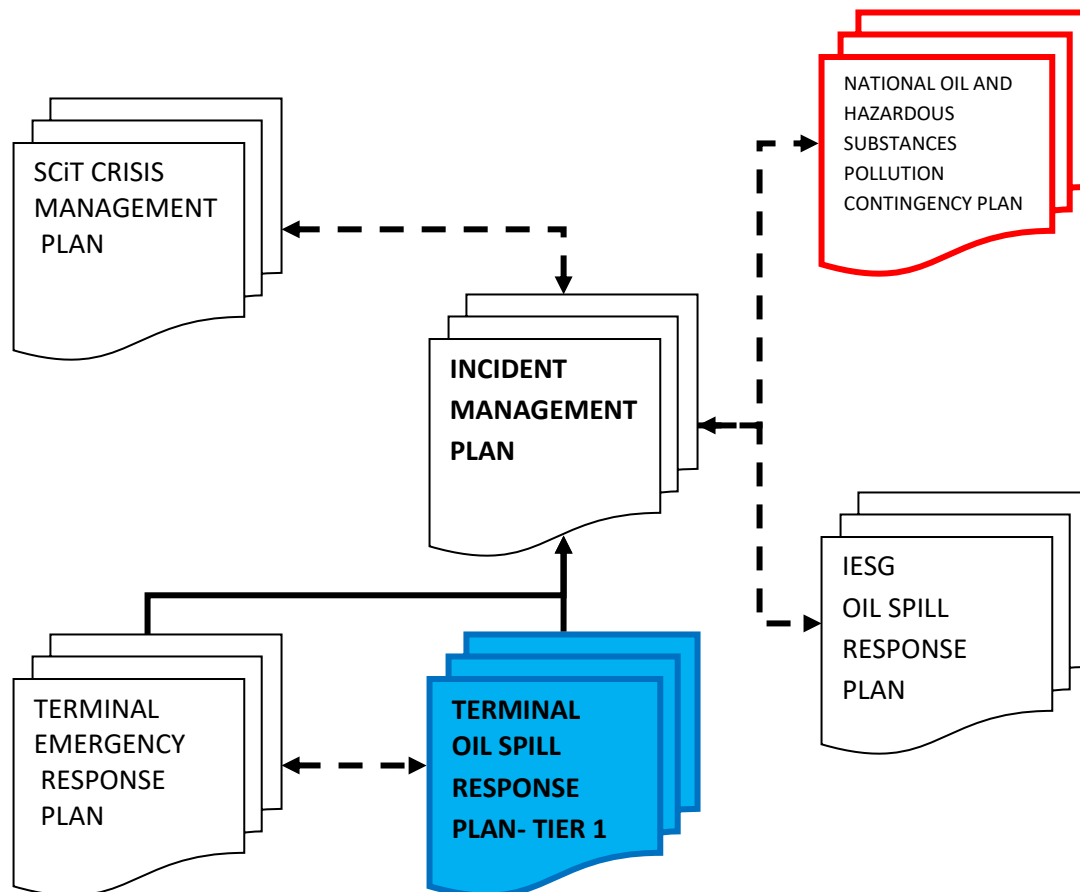 NATIONAL OIL AND
HAZARDOUS
SUBSTANCES
POLLUTION
CONTINGENCY PLAN
SCiT CRISIS
MANAGEMENT
PLAN
INCIDENT
MANAGEMENT
PLAN
IESG
OIL SPILL
RESPONSE
PLAN
TERMINAL
EMERGENCY
RESPONSE
PLAN
TERMINAL
OIL SPILL
RESPONSE
PLAN- TIER 1